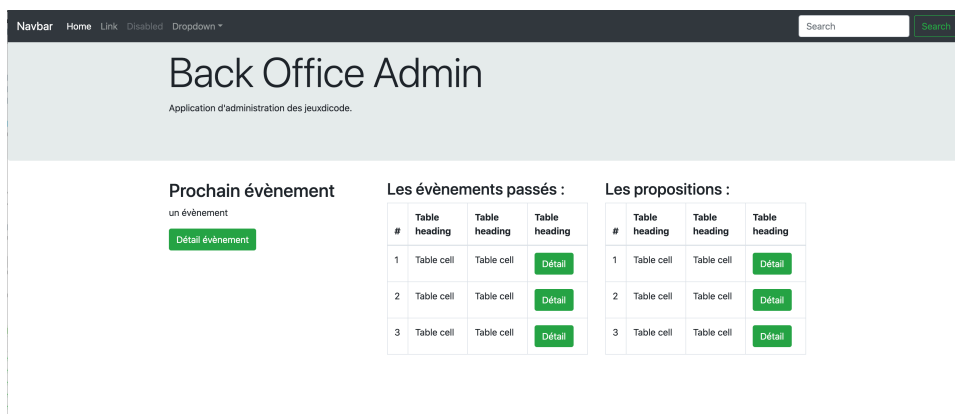 Navbar Home Link Disabled Dropdown Search Search
Back Office Admin
Application d'administration des jeuxdicode.
Prochain évènement
un évènement
Détail évènement
Les évènements passés :
# Table heading Table heading Table heading
1 Table cell Table cell Détail
2 Table cell Table cell Détail
3 Table cell Table cell Détail
Les propositions :
# Table heading Table heading Table heading
1 Table cell Table cell Détail
2 Table cell Table cell Détail
3 Table cell Table cell Détail